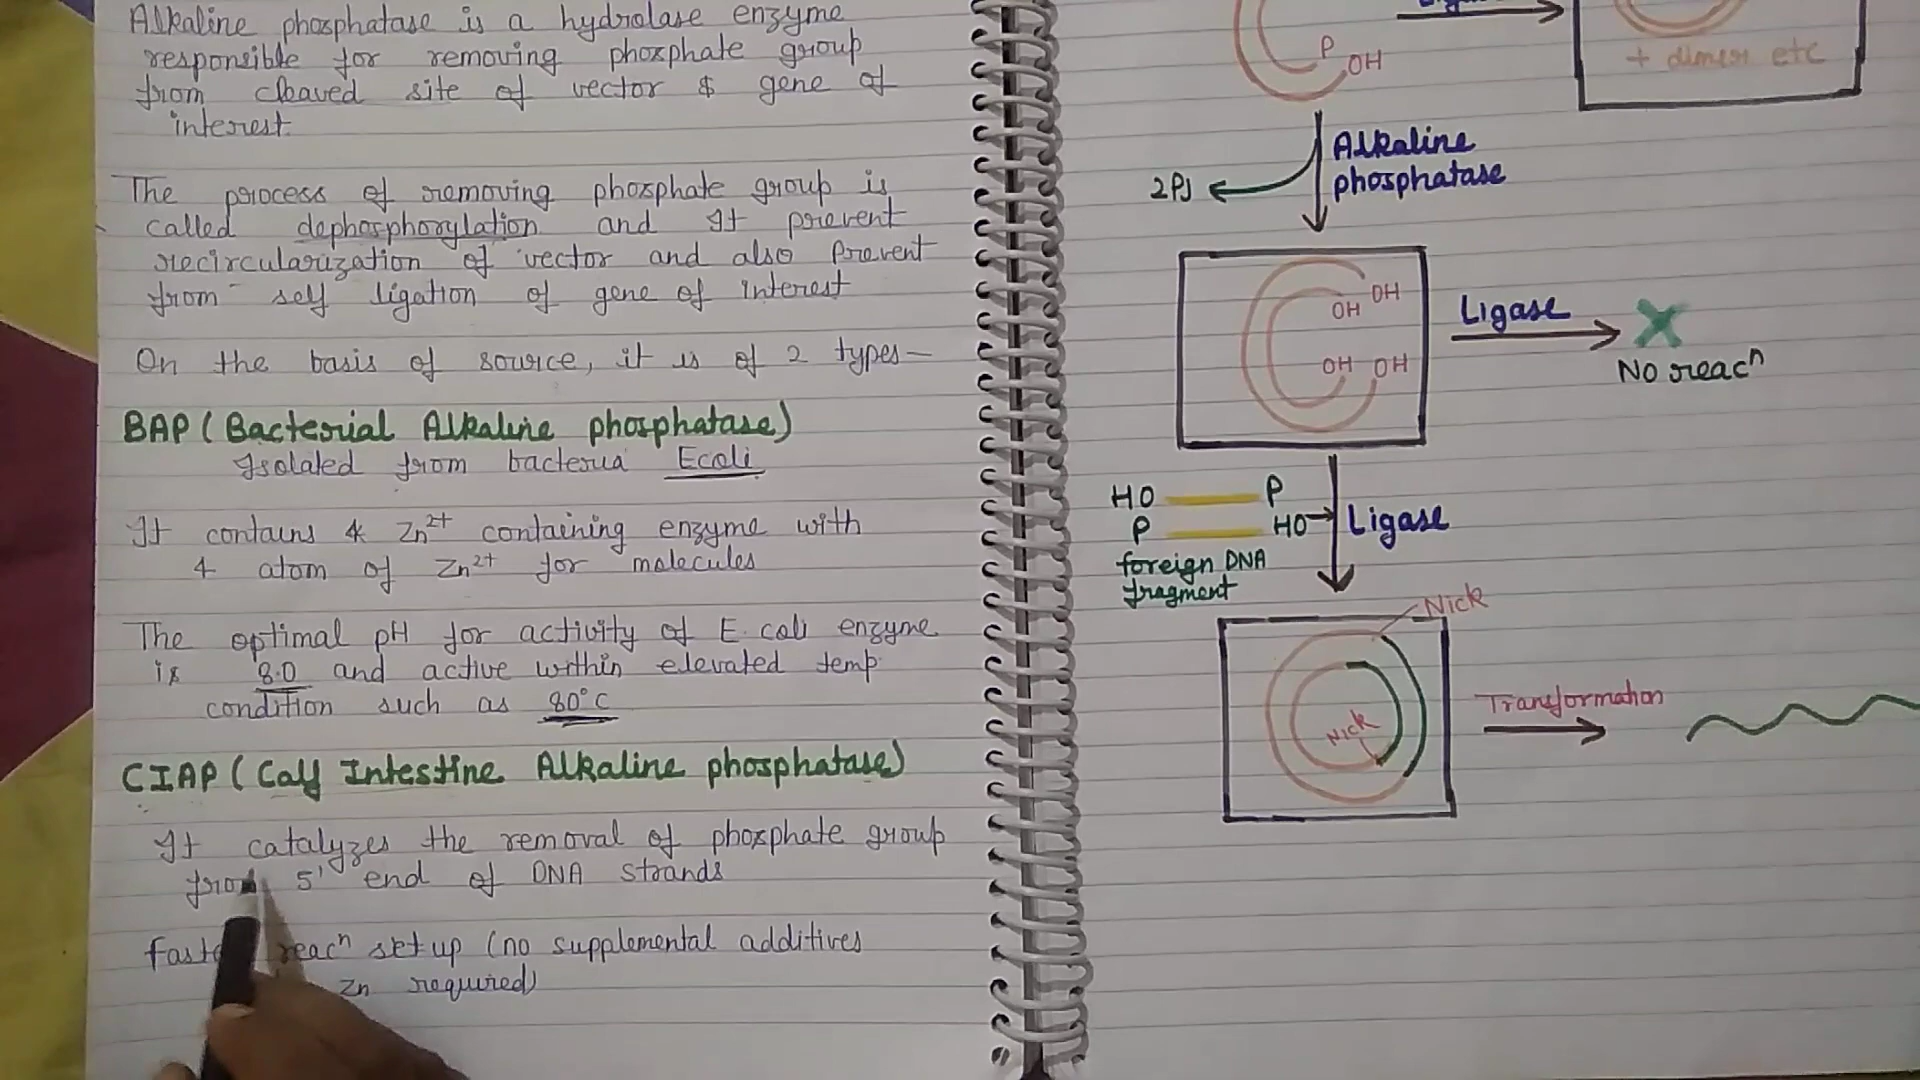 Alkaline phosphatase is a hydrolase enzyme
responsible for removing phosphate group
from cleaved site of vector & gene of
interest.
The process of removing phosphate group is
called dephosphorylation and It prevent
recircularization of vector and also prevent
from self ligation of gene of interest
On the basis of source, it is of 2 types—
BAP (Bacterial Alkaline phosphatase)
Isolated from bacteria Ecoli
It contains 4 Zn2+ containing enzyme with
4 atom of Zn2+ for molecules
The optimal pH for activity of E. coli enzyme
is 8.0 and active within elevated temp.
condition such as 80°C
CIAP (Calf Intestine Alkaline phosphatase)
It catalyzes the removal of phosphate group
from 5' end of DNA strands
reacn set up (no supplemental additives
Zn required)
P
OH
+ dimer etc
Alkaline
phosphatase
2Pi
OH OH
OH OH
Ligase
No reacn
HO P
P HO
Ligase
foreign DNA
fragment
Nick
Nick
Transformation